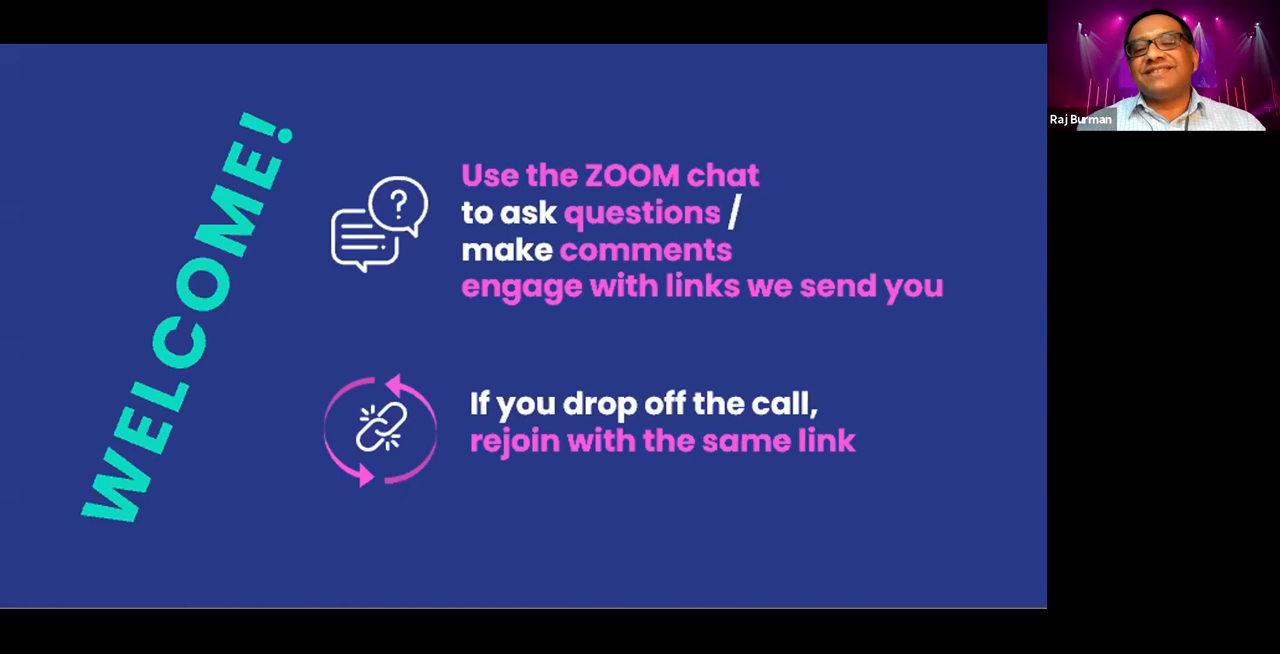 WELCOME!
Use the ZOOM chat
to ask questions /
make comments
engage with links we send you
?
If you drop off the call,
rejoin with the same link
Raj Burman